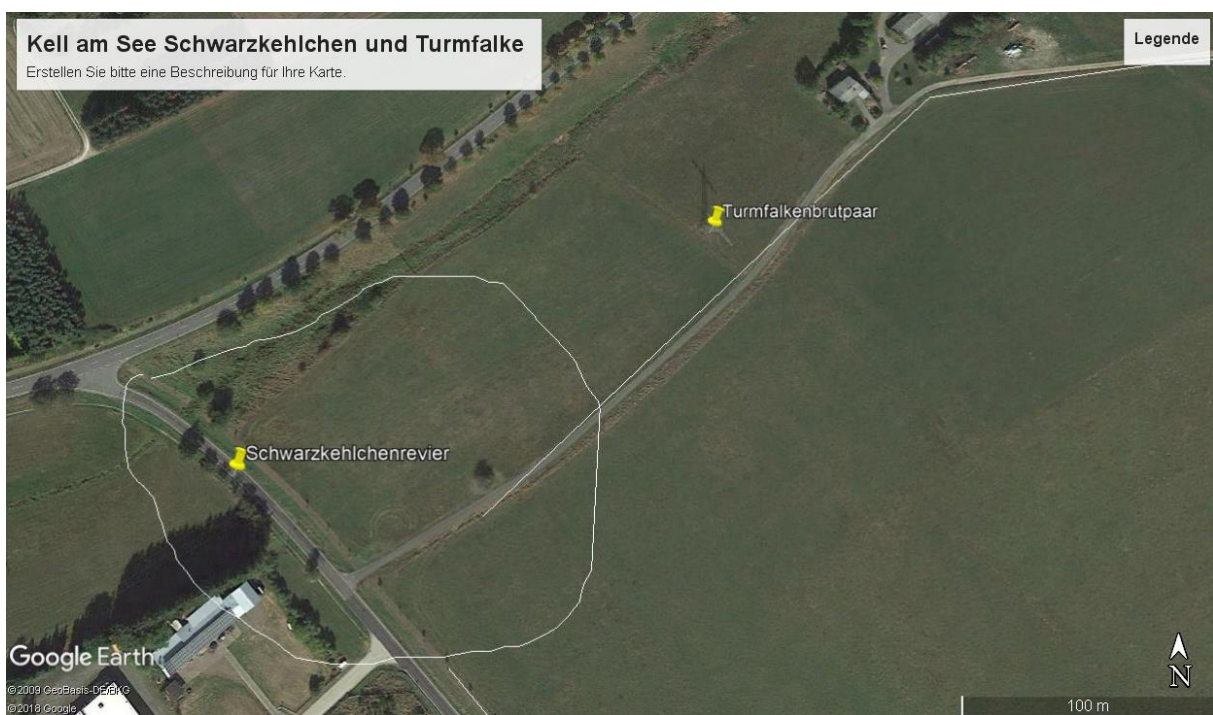 Kell am See Schwarzkehlchen und Turmfalke
Erstellen Sie bitte eine Beschreibung für Ihre Karte.
Legende
Turmfalkenbrutpaar
Schwarzkehlchenrevier
Google Earth
©2009 GeoBasis-DE/BKG
©2018 Google
N
100 m